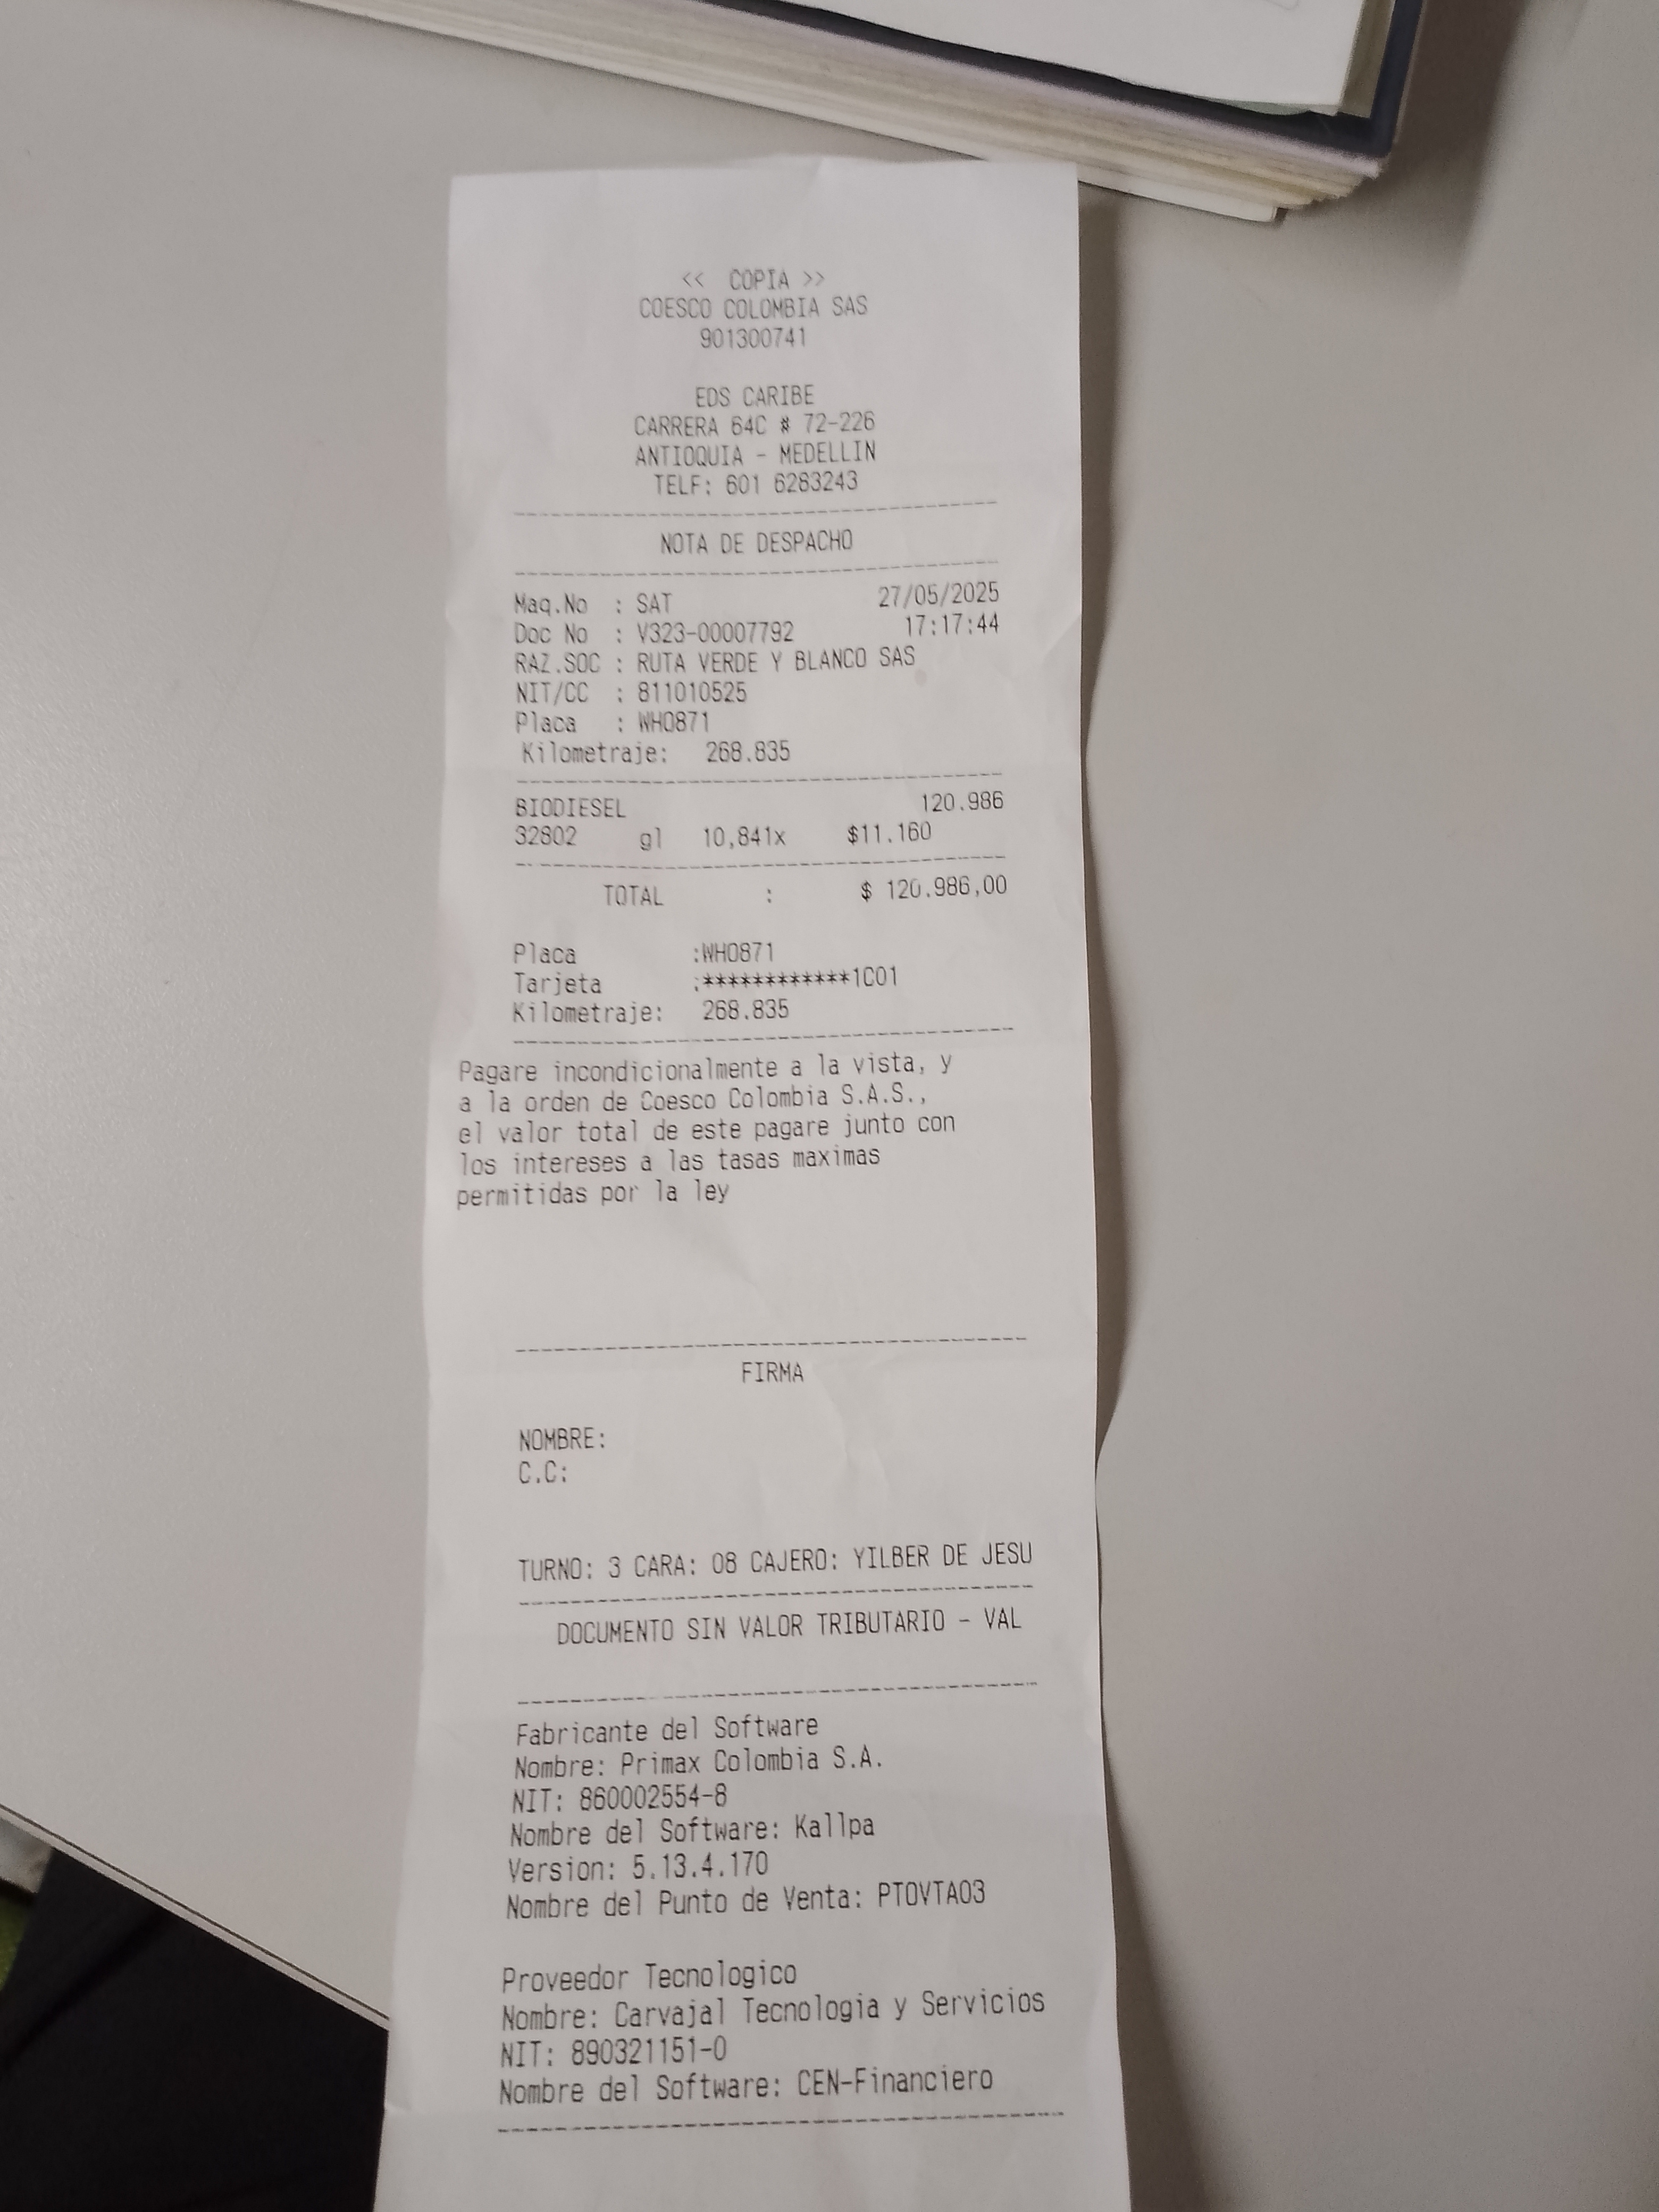 << COPIA >>
COESCO COLOMBIA SAS
901300741
EDS CARIBE
CARRERA 64C # 72-226
ANTIOQUIA - MEDELLIN
TELF: 601 6283243
NOTA DE DESPACHO
Maq.No : SAT 27/05/2025
Doc No : V323-00007792 17:17:44
RAZ.SOC : RUTA VERDE Y BLANCO SAS
NIT/CC : 811010525
Placa : WHO871
Kilometraje: 268.835
BIODIESEL 120.986
32802 gl 10,841x $11.160
TOTAL : $ 120.986,00
Placa :WHO871
Tarjeta :************1C01
Kilometraje: 268.835
Pagare incondicionalmente a la vista, y
a la orden de Coesco Colombia S.A.S.,
el valor total de este pagare junto con
los intereses a las tasas maximas
permitidas por la ley
FIRMA
NOMBRE:
C.C:
TURNO: 3 CARA: 08 CAJERO: YILBER DE JESU
DOCUMENTO SIN VALOR TRIBUTARIO - VAL
Fabricante del Software
Nombre: Primax Colombia S.A.
NIT: 860002554-8
Nombre del Software: Kallpa
Version: 5.13.4.170
Nombre del Punto de Venta: PTOVTA03
Proveedor Tecnologico
Nombre: Carvajal Tecnologia y Servicios
NIT: 890321151-0
Nombre del Software: CEN-Financiero